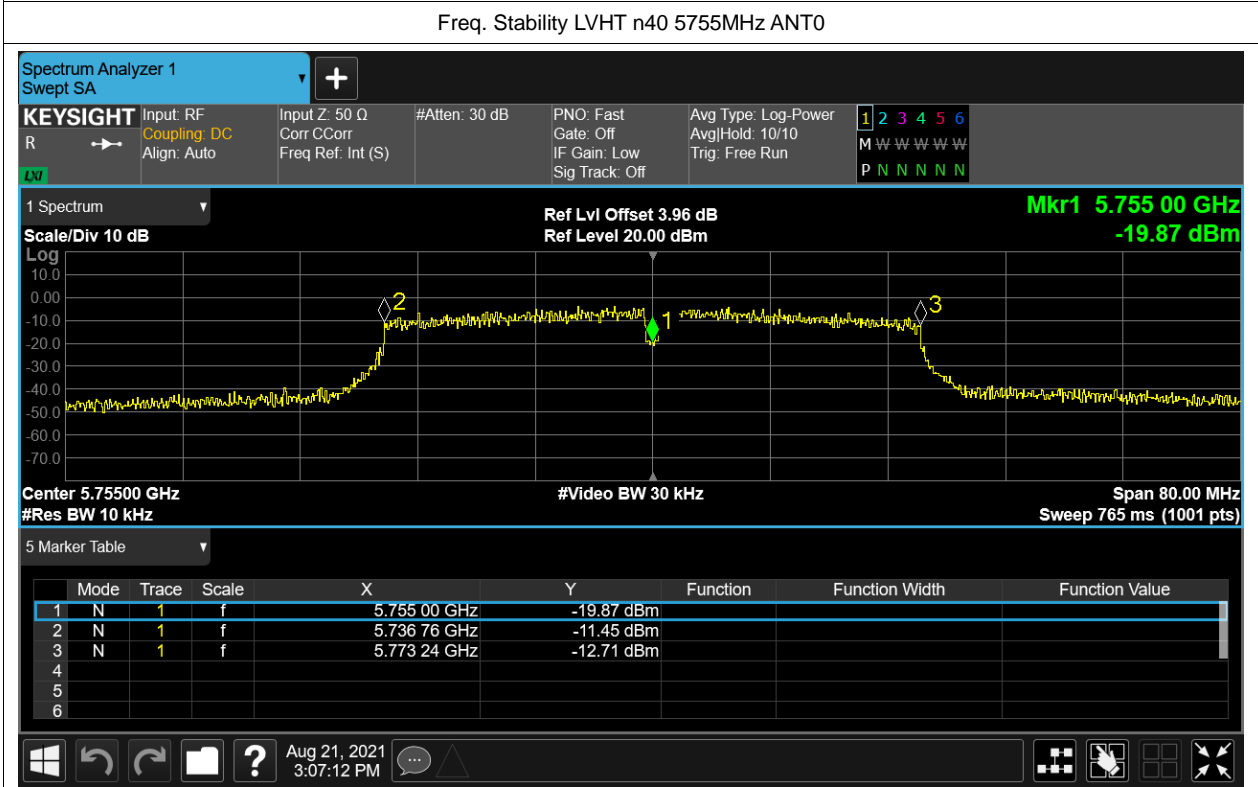 Freq. Stability LVHT n40 5755MHz ANT0
Spectrum Analyzer 1
Swept SA
+
KEYSIGHT
R
LXI
Input: RF
Coupling: DC
Align: Auto
Input Z: 50 Ω
Corr CCorr
Freq Ref: Int (S)
#Atten: 30 dB
PNO: Fast
Gate: Off
IF Gain: Low
Sig Track: Off
Avg Type: Log-Power
Avg|Hold: 10/10
Trig: Free Run
1 2 3 4 5 6
M W W W W W
P N N N N N
1 Spectrum
Scale/Div 10 dB
Ref Lvl Offset 3.96 dB
Ref Level 20.00 dBm
Mkr1 5.755 00 GHz
-19.87 dBm
Log
10.0
0.00
-10.0
-20.0
-30.0
-40.0
-50.0
-60.0
-70.0
2
1
3
Center 5.75500 GHz
#Res BW 10 kHz
#Video BW 30 kHz
Span 80.00 MHz
Sweep 765 ms (1001 pts)
5 Marker Table
Mode Trace Scale X Y Function Function Width Function Value
1 N 1 f 5.755 00 GHz -19.87 dBm
2 N 1 f 5.736 76 GHz -11.45 dBm
3 N 1 f 5.773 24 GHz -12.71 dBm
4
5
6
?
Aug 21, 2021
3:07:12 PM